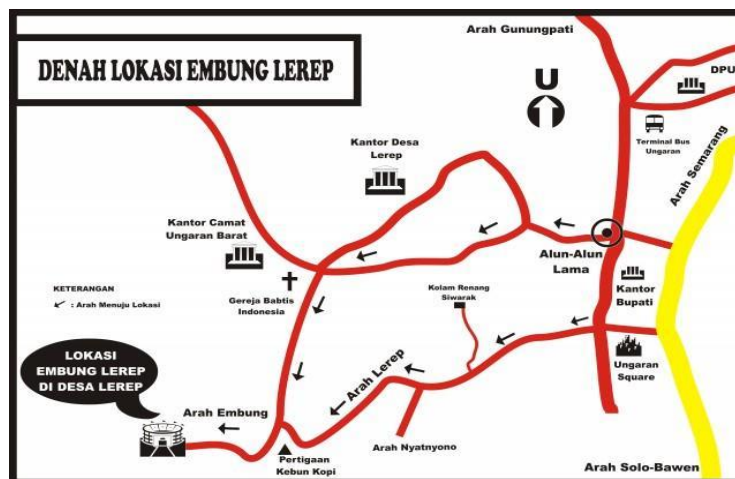 DENAH LOKASI EMBUNG LEREP
Arah Gunungpati
U
DPU
Terminal Bus
Ungaran
Arah Semarang
Kantor Desa
Lerep
Kantor Camat
Ungaran Barat
Alun-Alun
Lama
Gereja Babtis
Indonesia
KETERANGAN
: Arah Menuju Lokasi
Kolam Renang
Siwarak
Kantor
Bupati
Ungaran
Square
LOKASI
EMBUNG LEREP
DI DESA LEREP
Arah Lerep
Arah Embung
Arah Nyatnyono
Pertigaan
Kebun Kopi
Arah Solo-Bawen